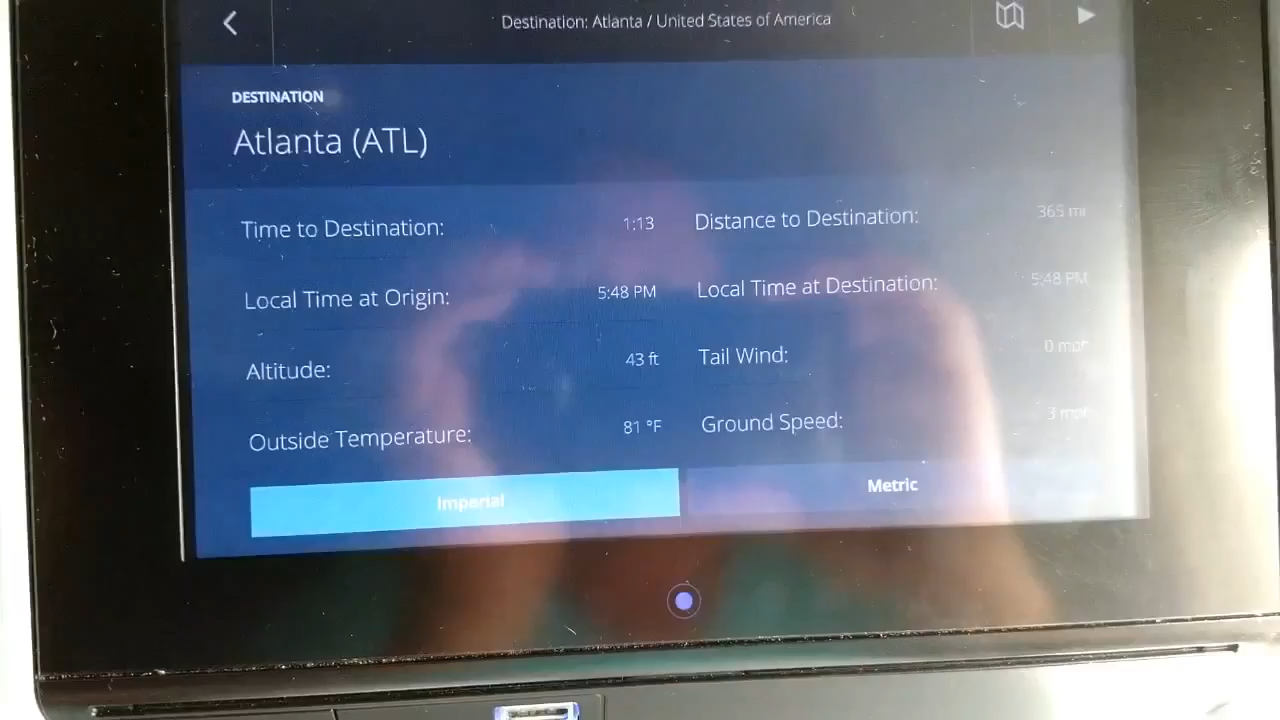 Destination: Atlanta / United States of America
DESTINATION
Atlanta (ATL)
Time to Destination: 1:13 Distance to Destination: 365 mi
Local Time at Origin: 5:48 PM Local Time at Destination: 5:48 PM
Altitude: 43 ft Tail Wind: 0 mph
Outside Temperature: 81 °F Ground Speed: 3 mph
Imperial Metric